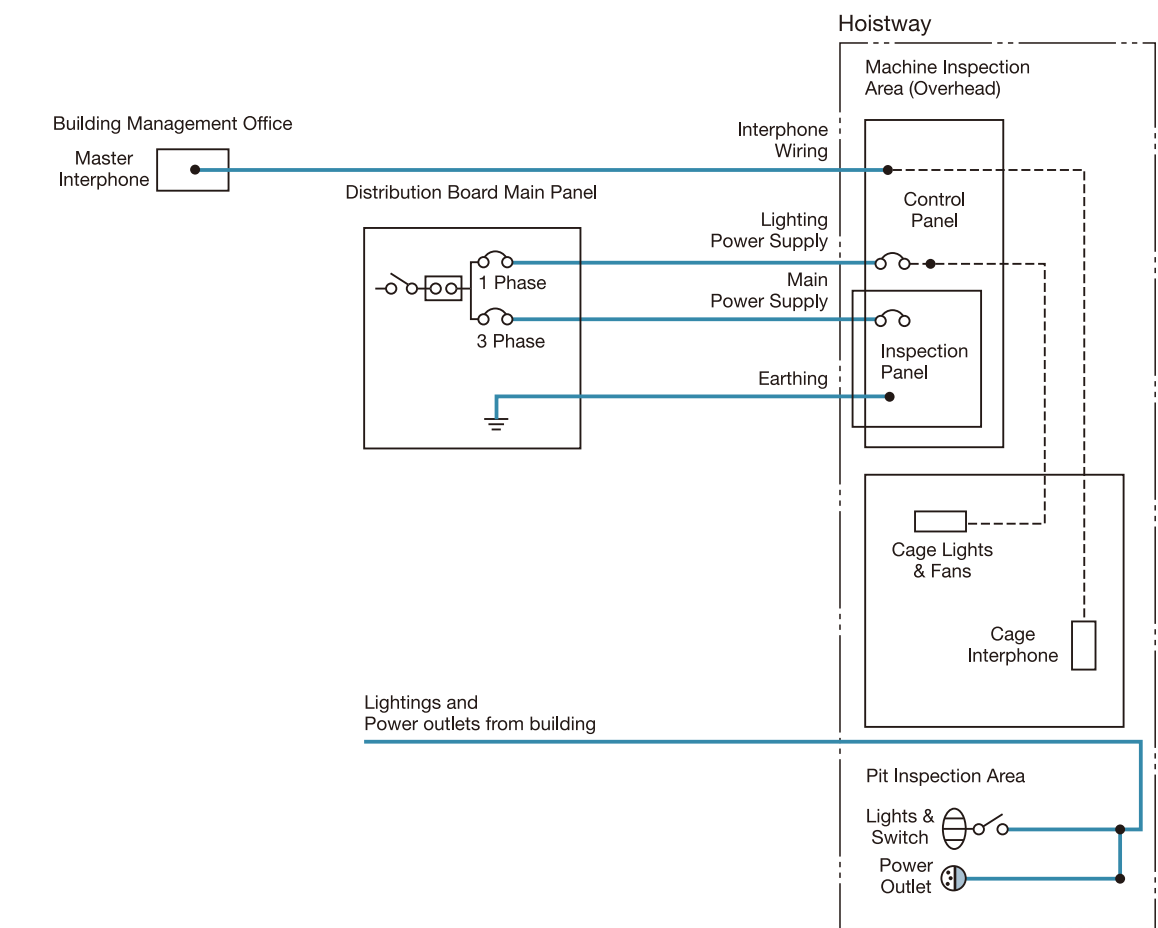 Hoistway
Machine Inspection
Area (Overhead)
Building Management Office
Master
Interphone
Interphone
Wiring
Distribution Board Main Panel
Control
Panel
Lighting
Power Supply
1 Phase
Main
Power Supply
3 Phase
Inspection
Panel
Earthing
Cage Lights
& Fans
Cage
Interphone
Lightings and
Power outlets from building
Pit Inspection Area
Lights &
Switch
Power
Outlet